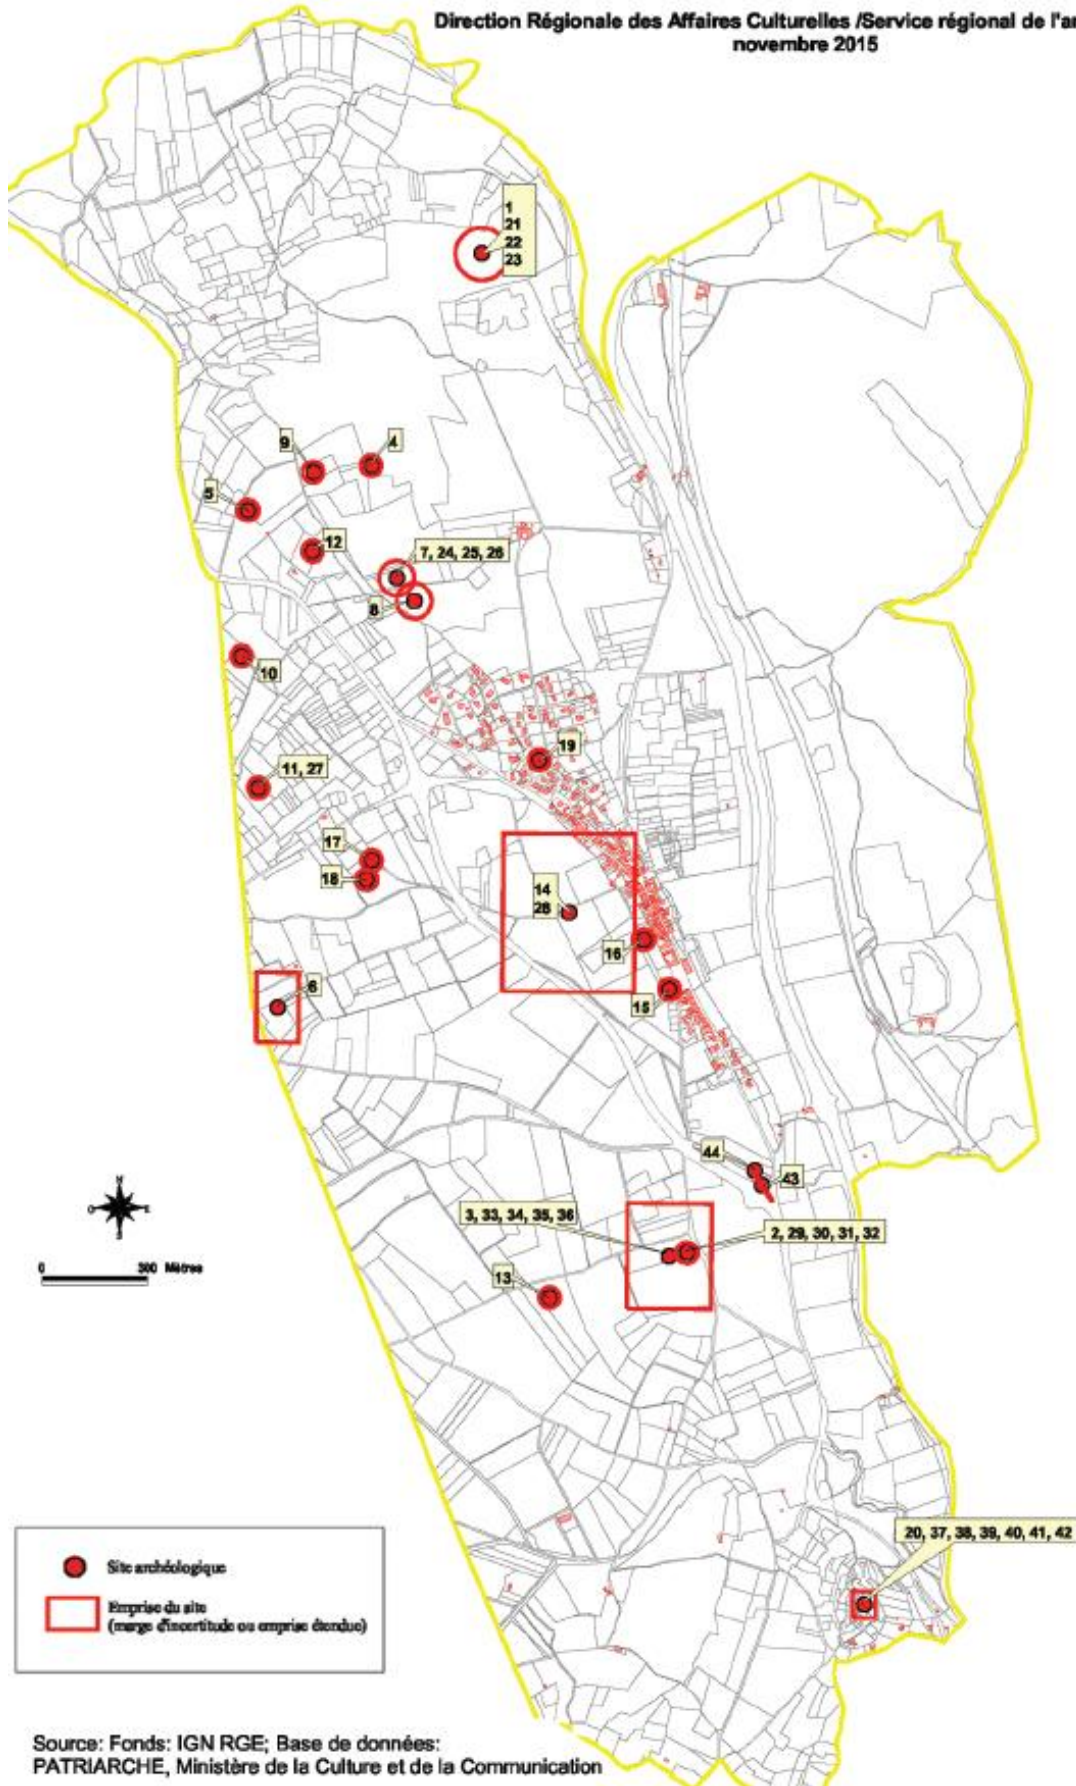 Direction Régionale des Affaires Culturelles /Service régional de l'ar
novembre 2015
1
21
22
23
9
4
5
12
7, 24, 25, 26
8
10
19
11, 27
17
18
14
28
16
6
15
44
43
3, 33, 34, 35, 36
2, 29, 30, 31, 32
13
N
O
E
S
0 300 Mètres
20, 37, 38, 39, 40, 41, 42
Site archéologique
Emprise du site
(marge d'incertitude ou emprise étendue)
Source: Fonds: IGN RGE; Base de données:
PATRIARCHE, Ministère de la Culture et de la Communication